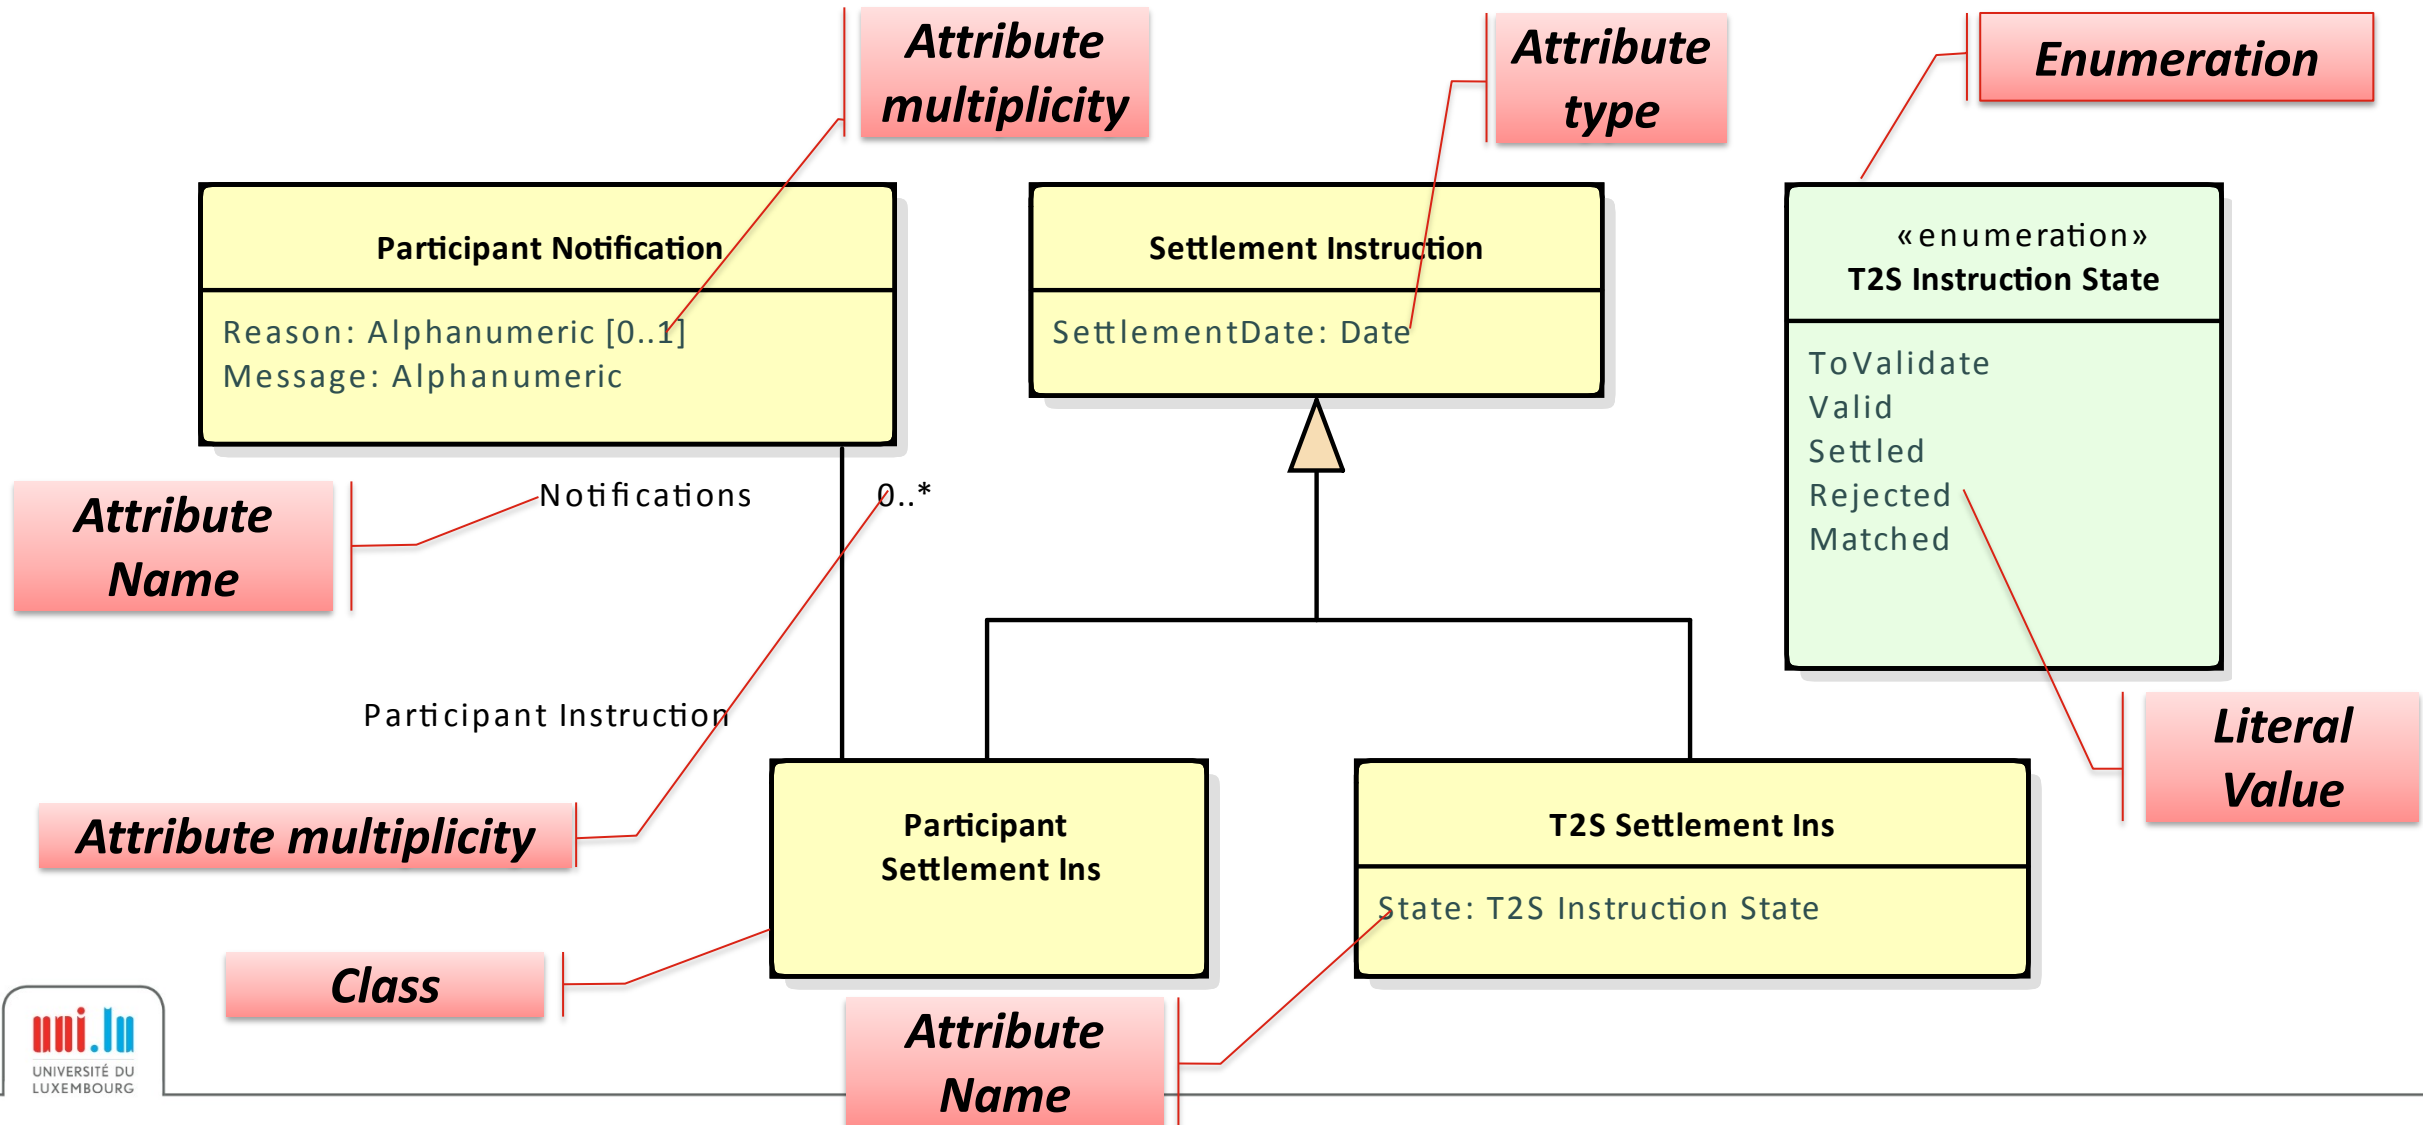 Attribute
multiplicity
Attribute
type
Enumeration
Participant Notification
Reason: Alphanumeric [0..1]
Message: Alphanumeric
Settlement Instruction
SettlementDate: Date
«enumeration»
T2S Instruction State
ToValidate
Valid
Settled
Rejected
Matched
Attribute
Name
Notifications
0..*
Participant Instruction
Attribute multiplicity
Participant
Settlement Ins
T2S Settlement Ins
State: T2S Instruction State
Literal
Value
Class
Attribute
Name
uni.lu
UNIVERSITÉ DU
LUXEMBOURG